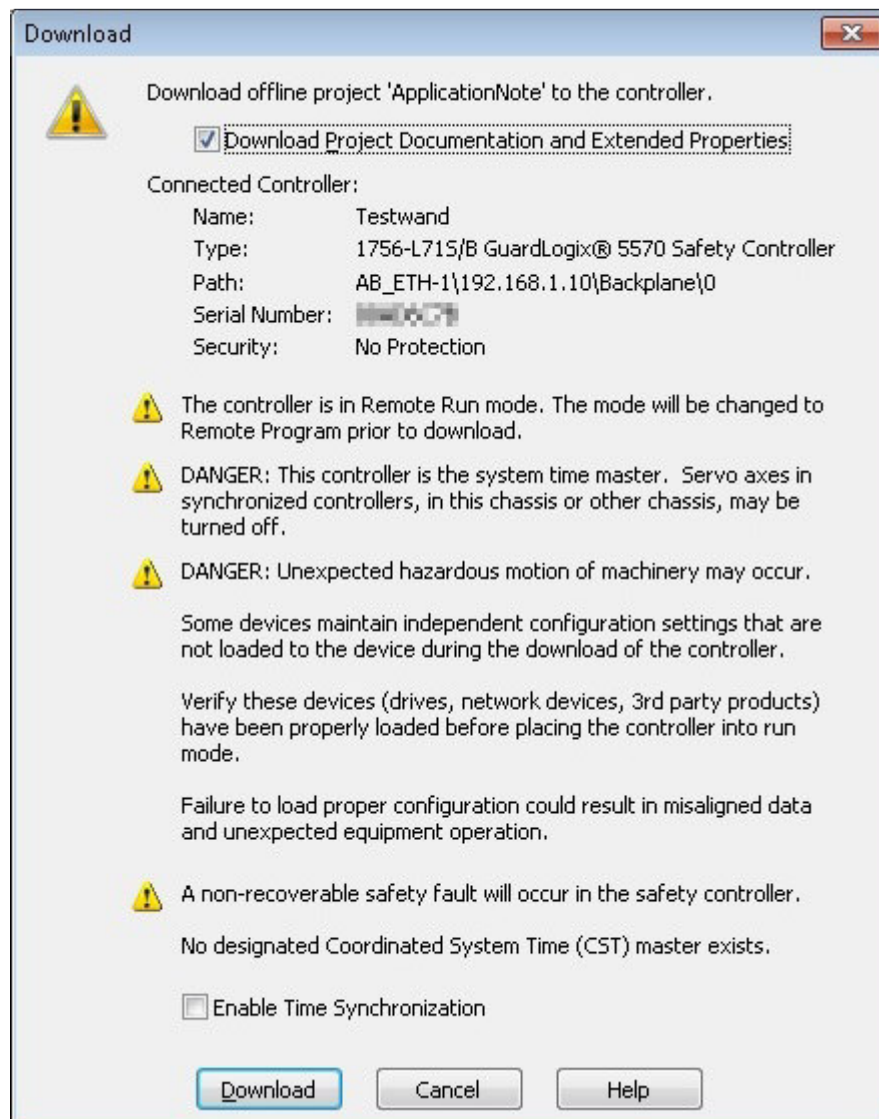 Download
Download offline project 'ApplicationNote' to the controller.
Download Project Documentation and Extended Properties
Connected Controller:
Name: Testwand
Type: 1756-L71S/B GuardLogix® 5570 Safety Controller
Path: AB_ETH-1\192.168.1.10\Backplane\0
Serial Number:
Security: No Protection
The controller is in Remote Run mode. The mode will be changed to
Remote Program prior to download.
DANGER: This controller is the system time master.  Servo axes in
synchronized controllers, in this chassis or other chassis, may be
turned off.
DANGER: Unexpected hazardous motion of machinery may occur.
Some devices maintain independent configuration settings that are
not loaded to the device during the download of the controller.
Verify these devices (drives, network devices, 3rd party products)
have been properly loaded before placing the controller into run
mode.
Failure to load proper configuration could result in misaligned data
and unexpected equipment operation.
A non-recoverable safety fault will occur in the safety controller.
No designated Coordinated System Time (CST) master exists.
Enable Time Synchronization
Download Cancel Help